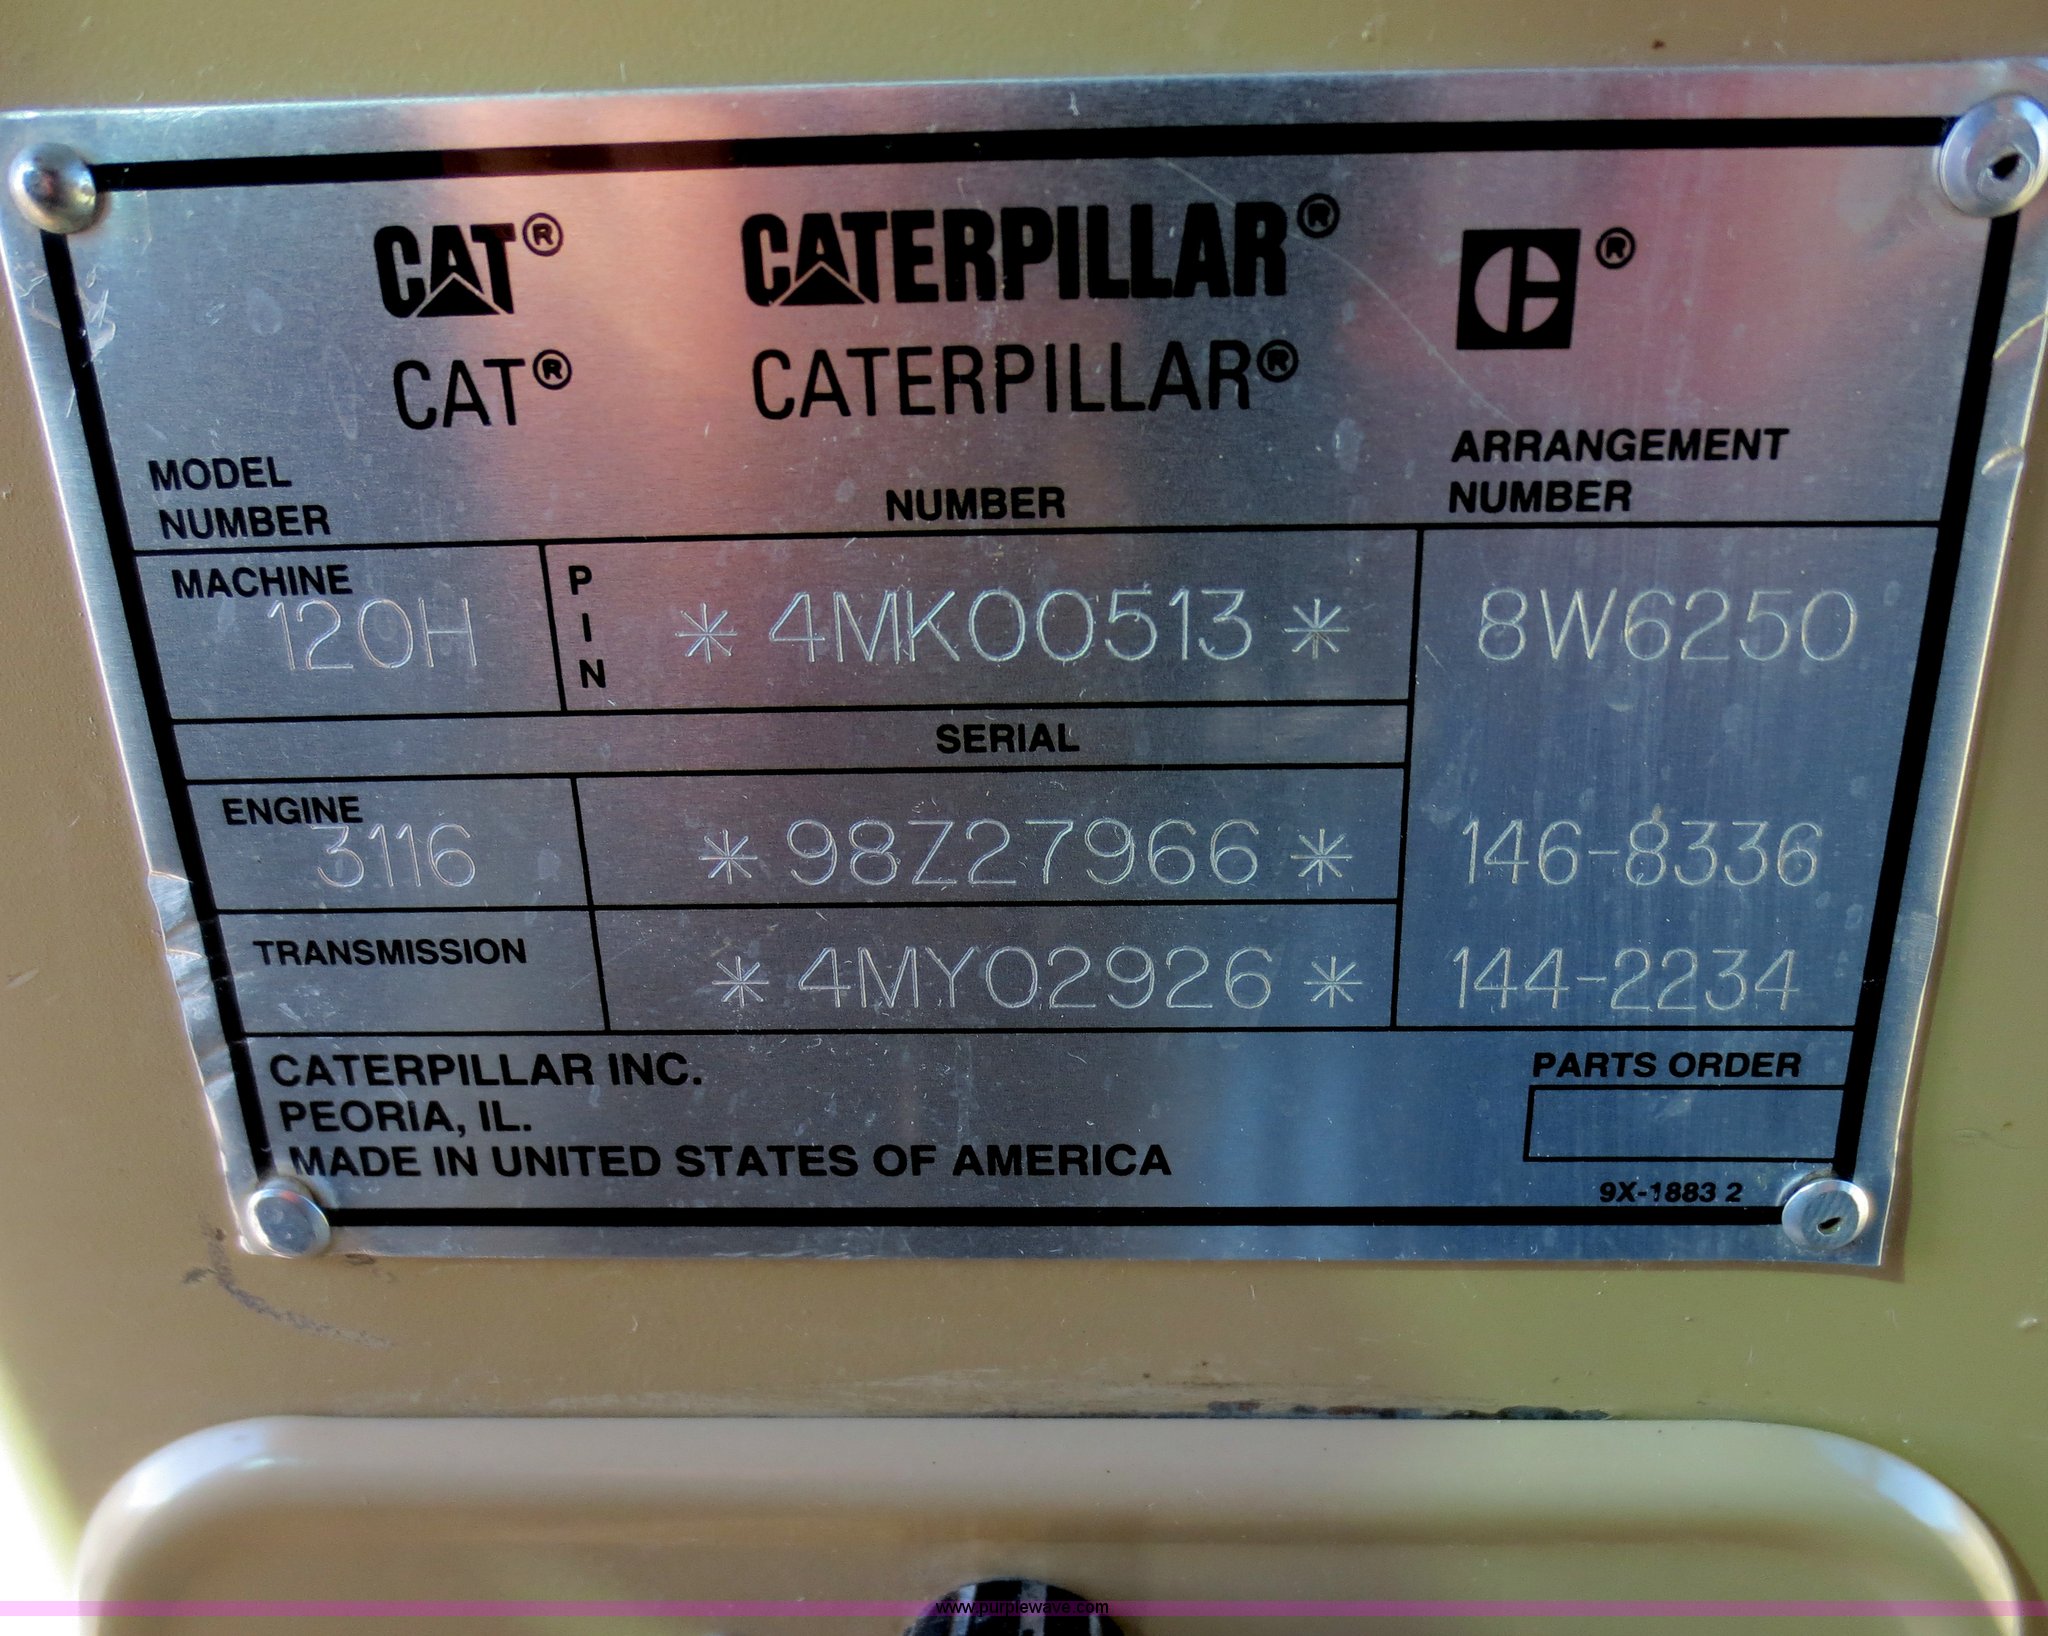 CAT® CATERPILLAR® ®
CAT® CATERPILLAR®
MODEL NUMBER
NUMBER
ARRANGEMENT NUMBER
MACHINE
120H
PIN
*4MK00513*
8W6250
SERIAL
ENGINE
3116
*98Z27966*
146-8336
TRANSMISSION
*4MY02926*
144-2234
CATERPILLAR INC.
PEORIA, IL.
MADE IN UNITED STATES OF AMERICA
PARTS ORDER
9X-1883 2
www.purplewave.com